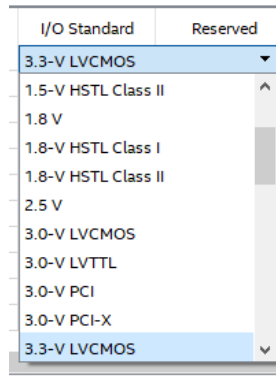 I/O Standard Reserved
3.3-V LVCMOS
1.5-V HSTL Class II
1.8 V
1.8-V HSTL Class I
1.8-V HSTL Class II
2.5 V
3.0-V LVCMOS
3.0-V LVTTL
3.0-V PCI
3.0-V PCI-X
3.3-V LVCMOS